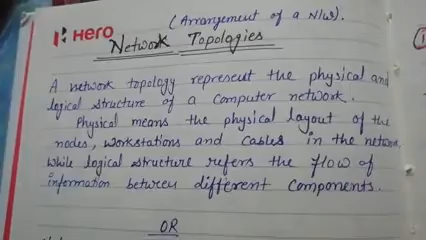 (Arrangement of a N/w).
Hero
Network Topologies
A network topology represent the physical and
logical structure of a computer network.
Physical means the physical layout of the
nodes, workstations and cables in the network
while logical structure refers the flow of
information between different components.
OR